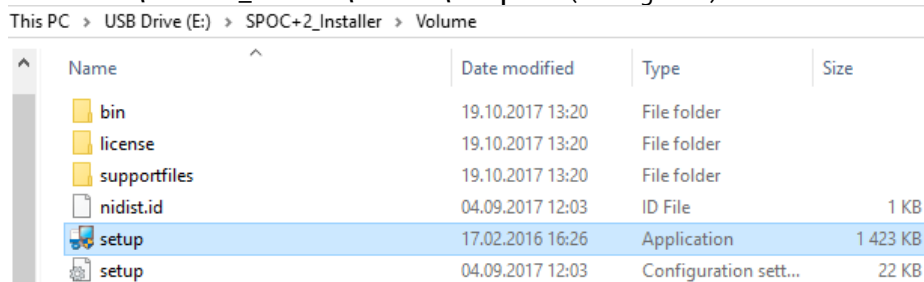 This PC > USB Drive (E:) > SPOC+2_Installer > Volume
Name Date modified Type Size
bin 19.10.2017 13:20 File folder
license 19.10.2017 13:20 File folder
supportfiles 19.10.2017 13:20 File folder
nidist.id 04.09.2017 12:03 ID File 1 KB
setup 17.02.2016 16:26 Application 1 423 KB
setup 04.09.2017 12:03 Configuration sett... 22 KB